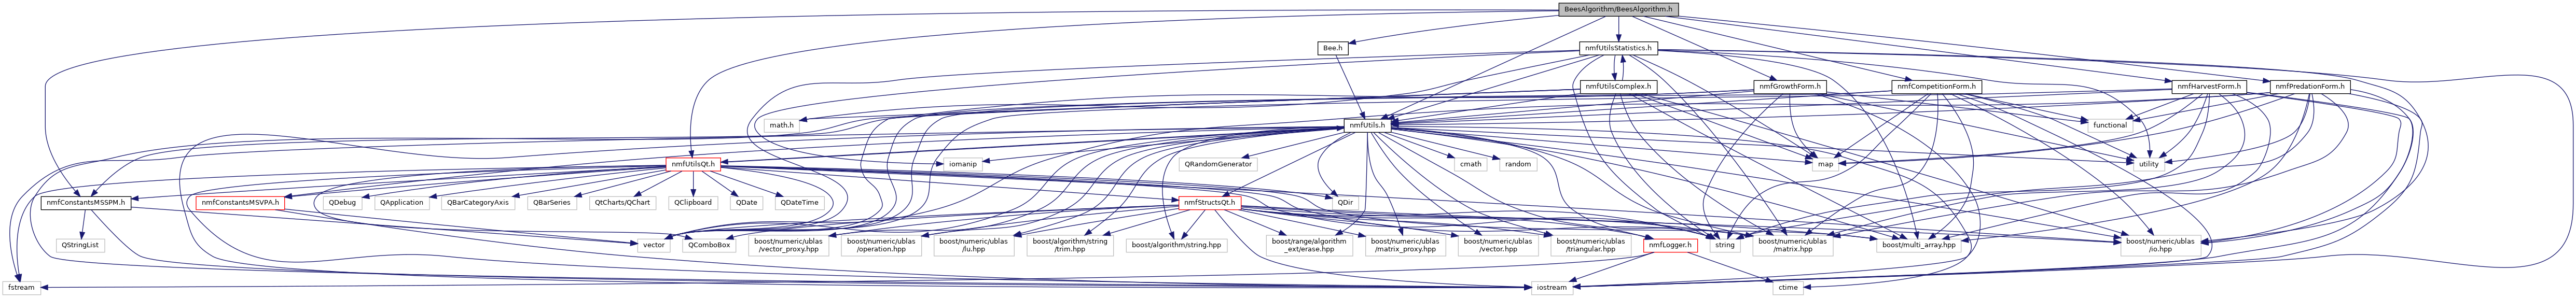 BeesAlgorithm/BeesAlgorithm.h
Bee.h
nmfUtilsStatistics.h
nmfUtilsComplex.h
nmfGrowthForm.h
nmfCompetitionForm.h
nmfHarvestForm.h
nmfPredationForm.h
math.h
nmfUtils.h
functional
nmfUtilsQt.h
iomanip
QRandomGenerator
cmath
random
map
utility
nmfConstantsMSSPM.h
nmfConstantsMSVPA.h
QDebug
QApplication
QBarCategoryAxis
QBarSeries
QtCharts/QChart
QClipboard
QDate
QDateTime
nmfStructsQt.h
QDir
QStringList
vector
QComboBox
boost/numeric/ublas
/vector_proxy.hpp
boost/numeric/ublas
/operation.hpp
boost/numeric/ublas
/lu.hpp
boost/algorithm/string
/trim.hpp
boost/algorithm/string.hpp
boost/range/algorithm
_ext/erase.hpp
boost/numeric/ublas
/matrix_proxy.hpp
boost/numeric/ublas
/vector.hpp
boost/numeric/ublas
/triangular.hpp
nmfLogger.h
string
boost/numeric/ublas
/matrix.hpp
boost/multi_array.hpp
boost/numeric/ublas
/io.hpp
fstream
iostream
ctime